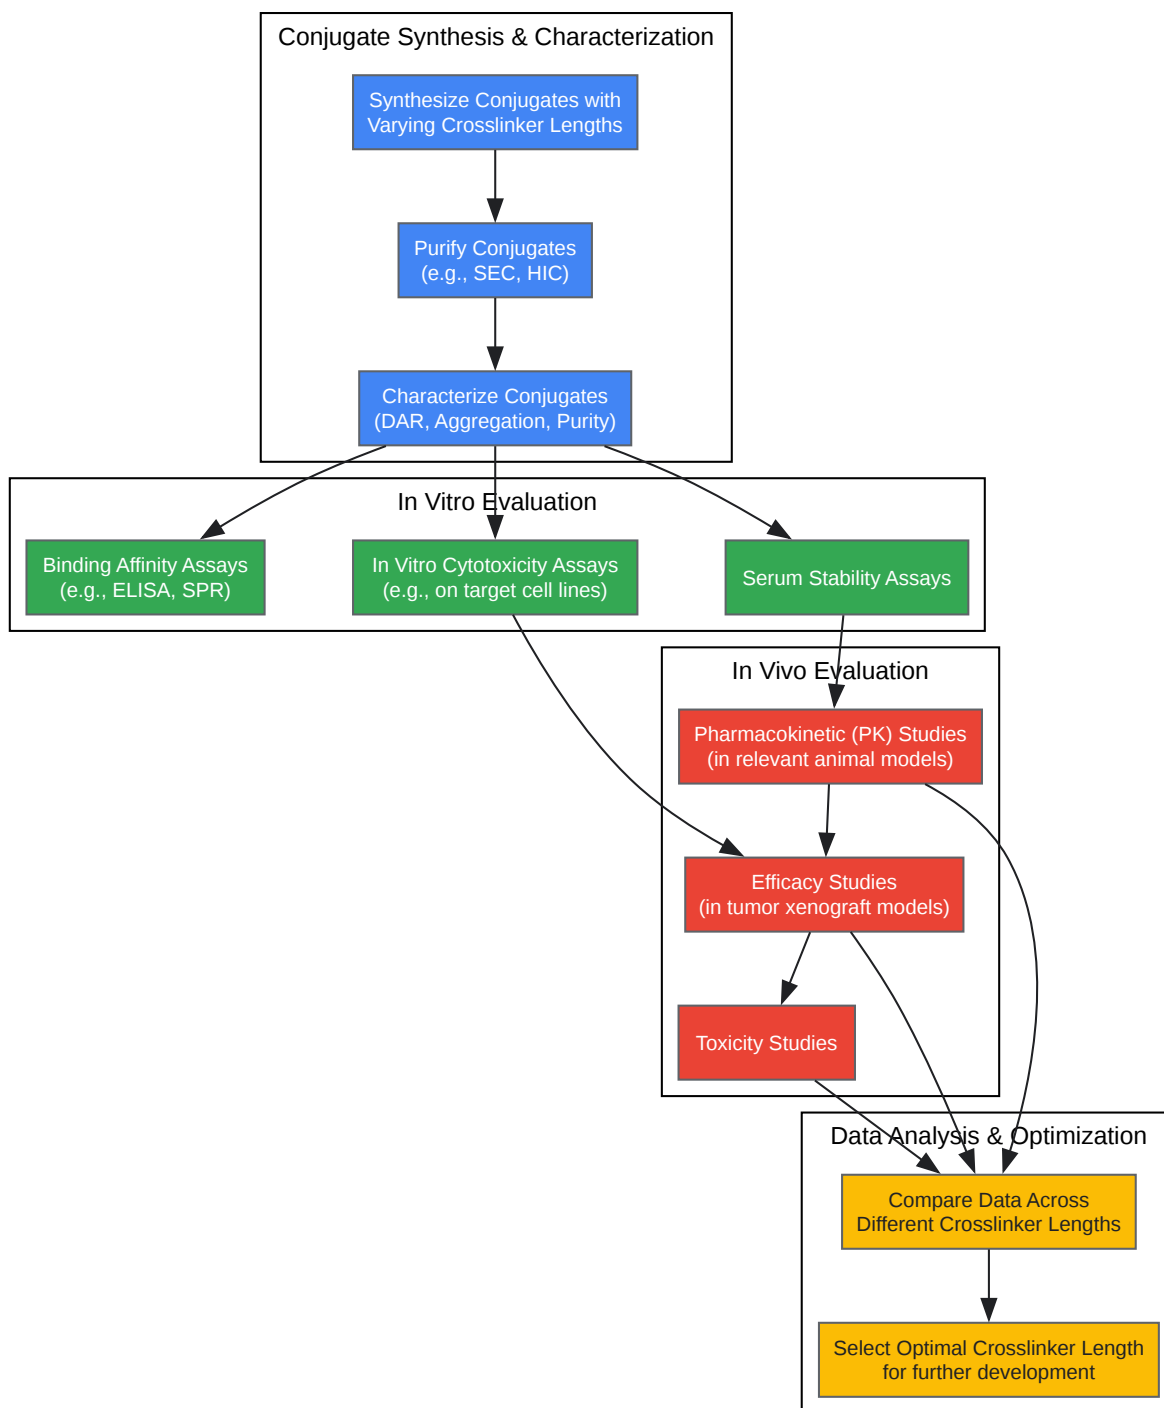 Conjugate Synthesis & Characterization
Synthesize Conjugates with
Varying Crosslinker Lengths
Purify Conjugates
(e.g., SEC, HIC)
Characterize Conjugates
(DAR, Aggregation, Purity)
In Vitro Evaluation
Binding Affinity Assays
(e.g., ELISA, SPR)
In Vitro Cytotoxicity Assays
(e.g., on target cell lines)
Serum Stability Assays
In Vivo Evaluation
Pharmacokinetic (PK) Studies
(in relevant animal models)
Efficacy Studies
(in tumor xenograft models)
Toxicity Studies
Data Analysis & Optimization
Compare Data Across
Different Crosslinker Lengths
Select Optimal Crosslinker Length
for further development